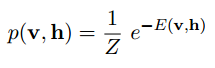 p(v, h) = 1/Z e^{−E(v,h)}